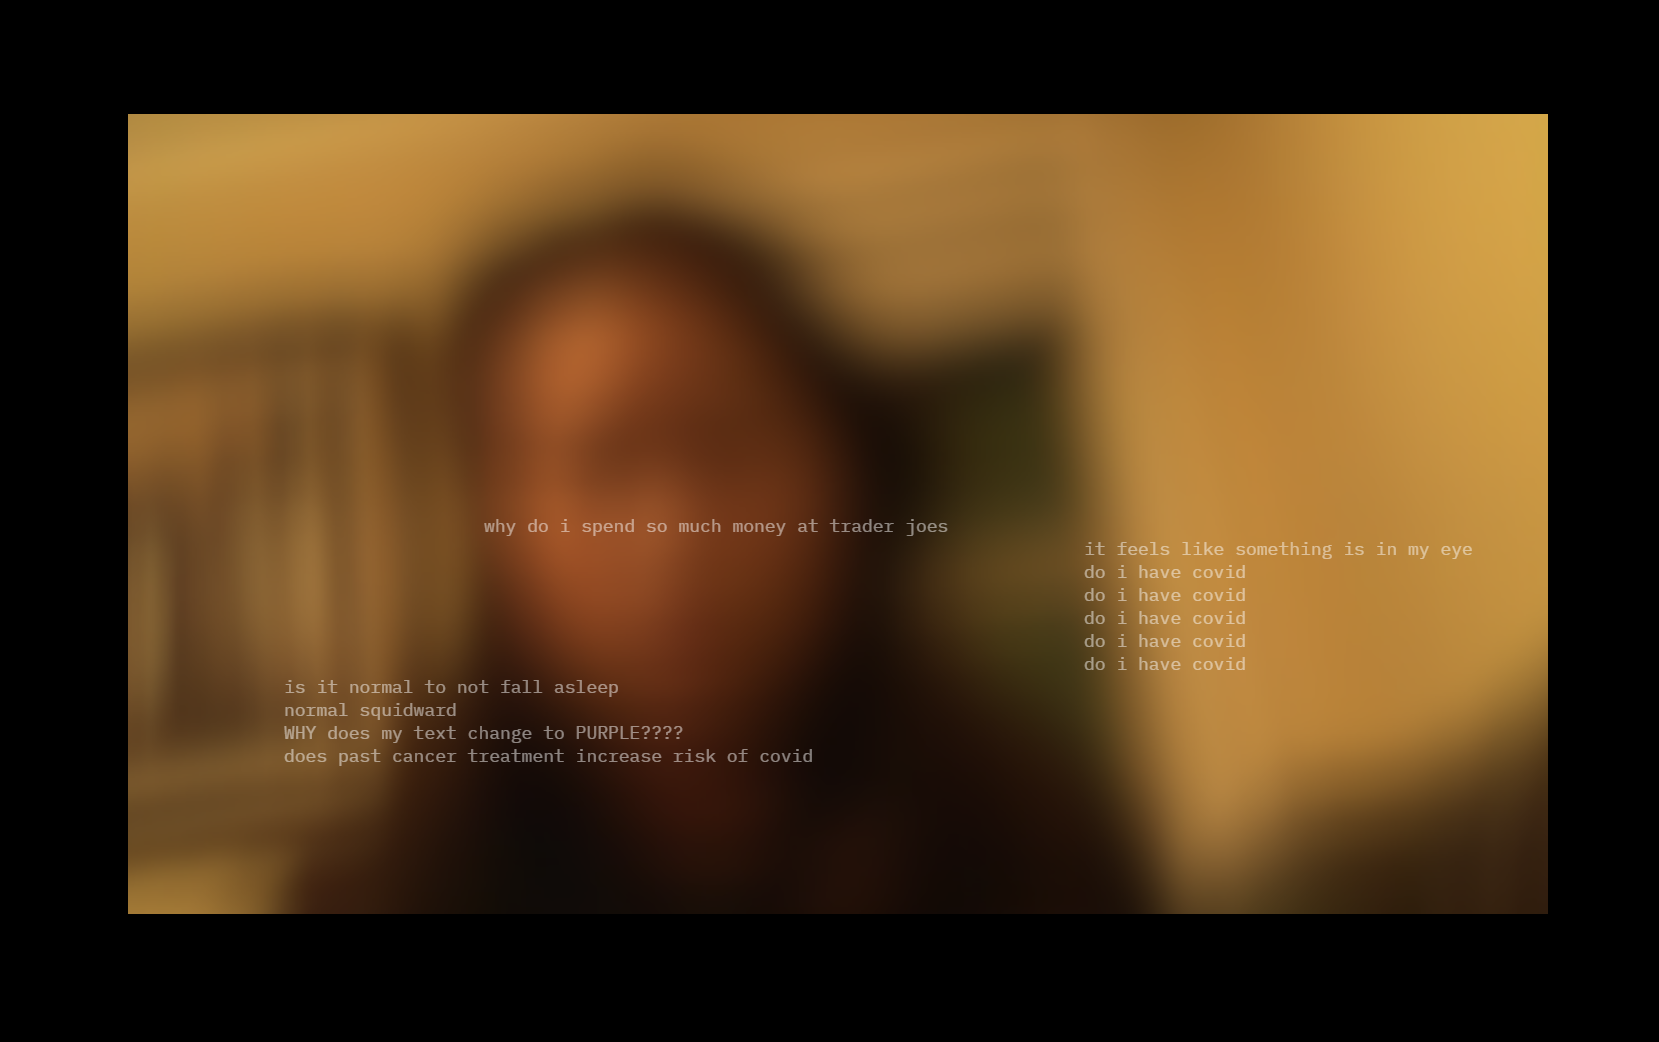 why do i spend so much money at trader joes
it feels like something is in my eye
do i have covid
do i have covid
do i have covid
do i have covid
do i have covid
is it normal to not fall asleep
normal squidward
WHY does my text change to PURPLE????
does past cancer treatment increase risk of covid